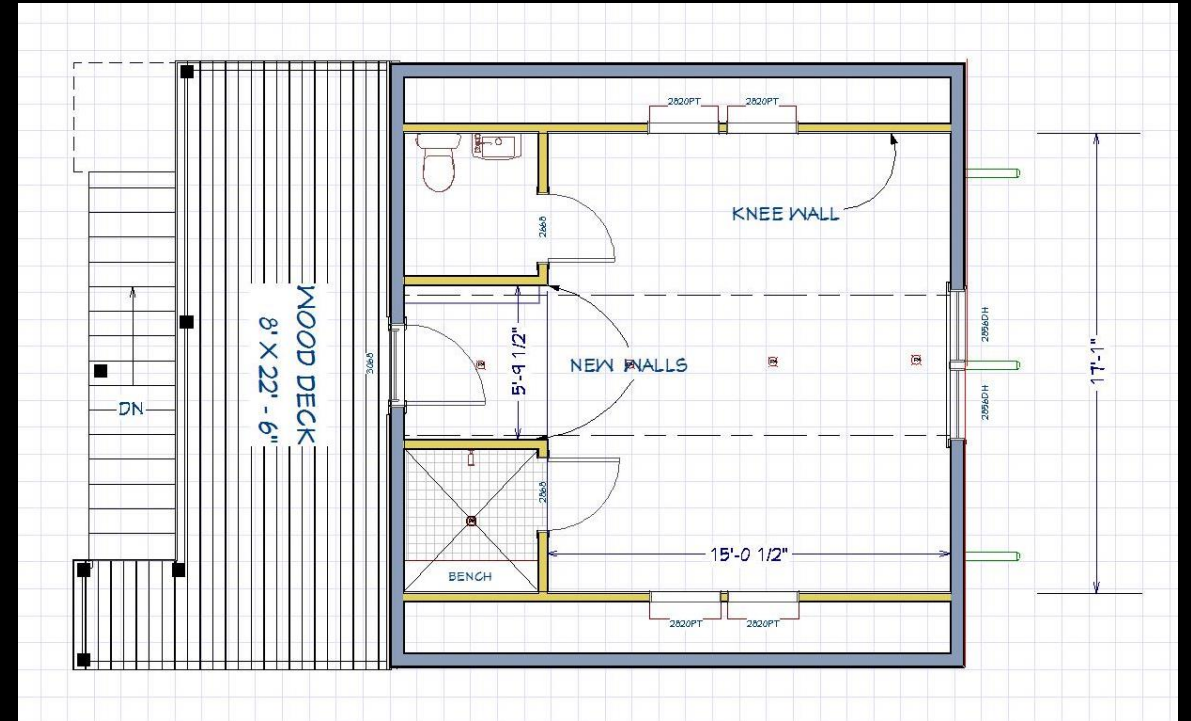 2820PT
2820PT
KNEE WALL
2668
WOOD DECK
8' X 22' - 6"
DN
3068
5'-9 1/2"
NEW WALLS
2856DH
2856DH
17'-1"
2868
15'-0 1/2"
BENCH
2820PT
2820PT